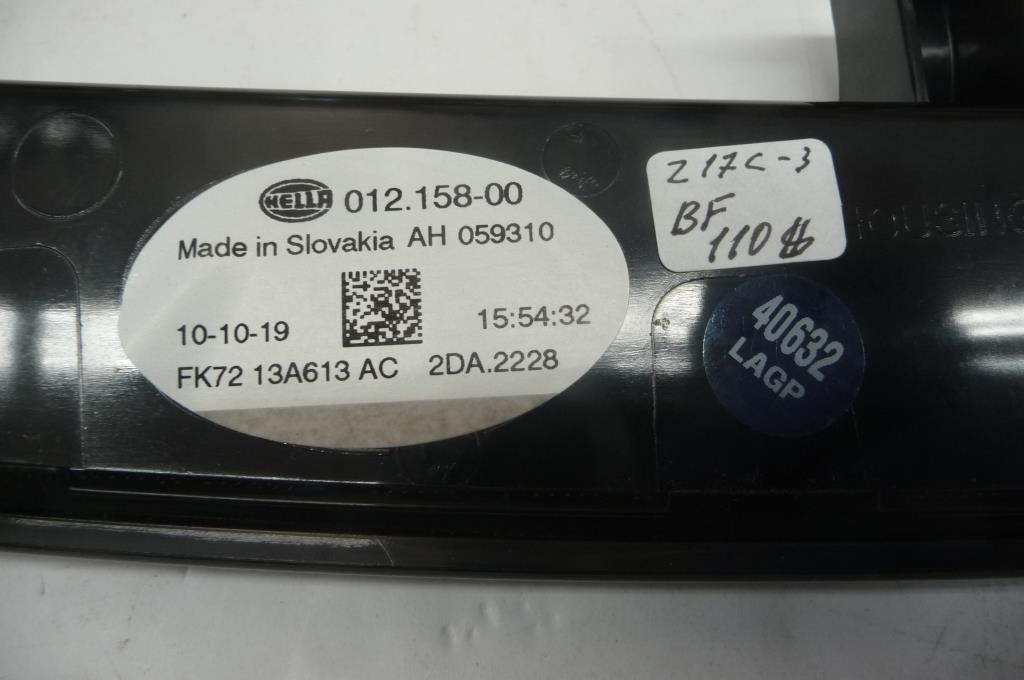 HELLA 012.158-00
Made in Slovakia AH 059310
10-10-19 15:54:32
FK72 13A613 AC 2DA.2228
Z17C-3
BF
110$
40632
LAGP